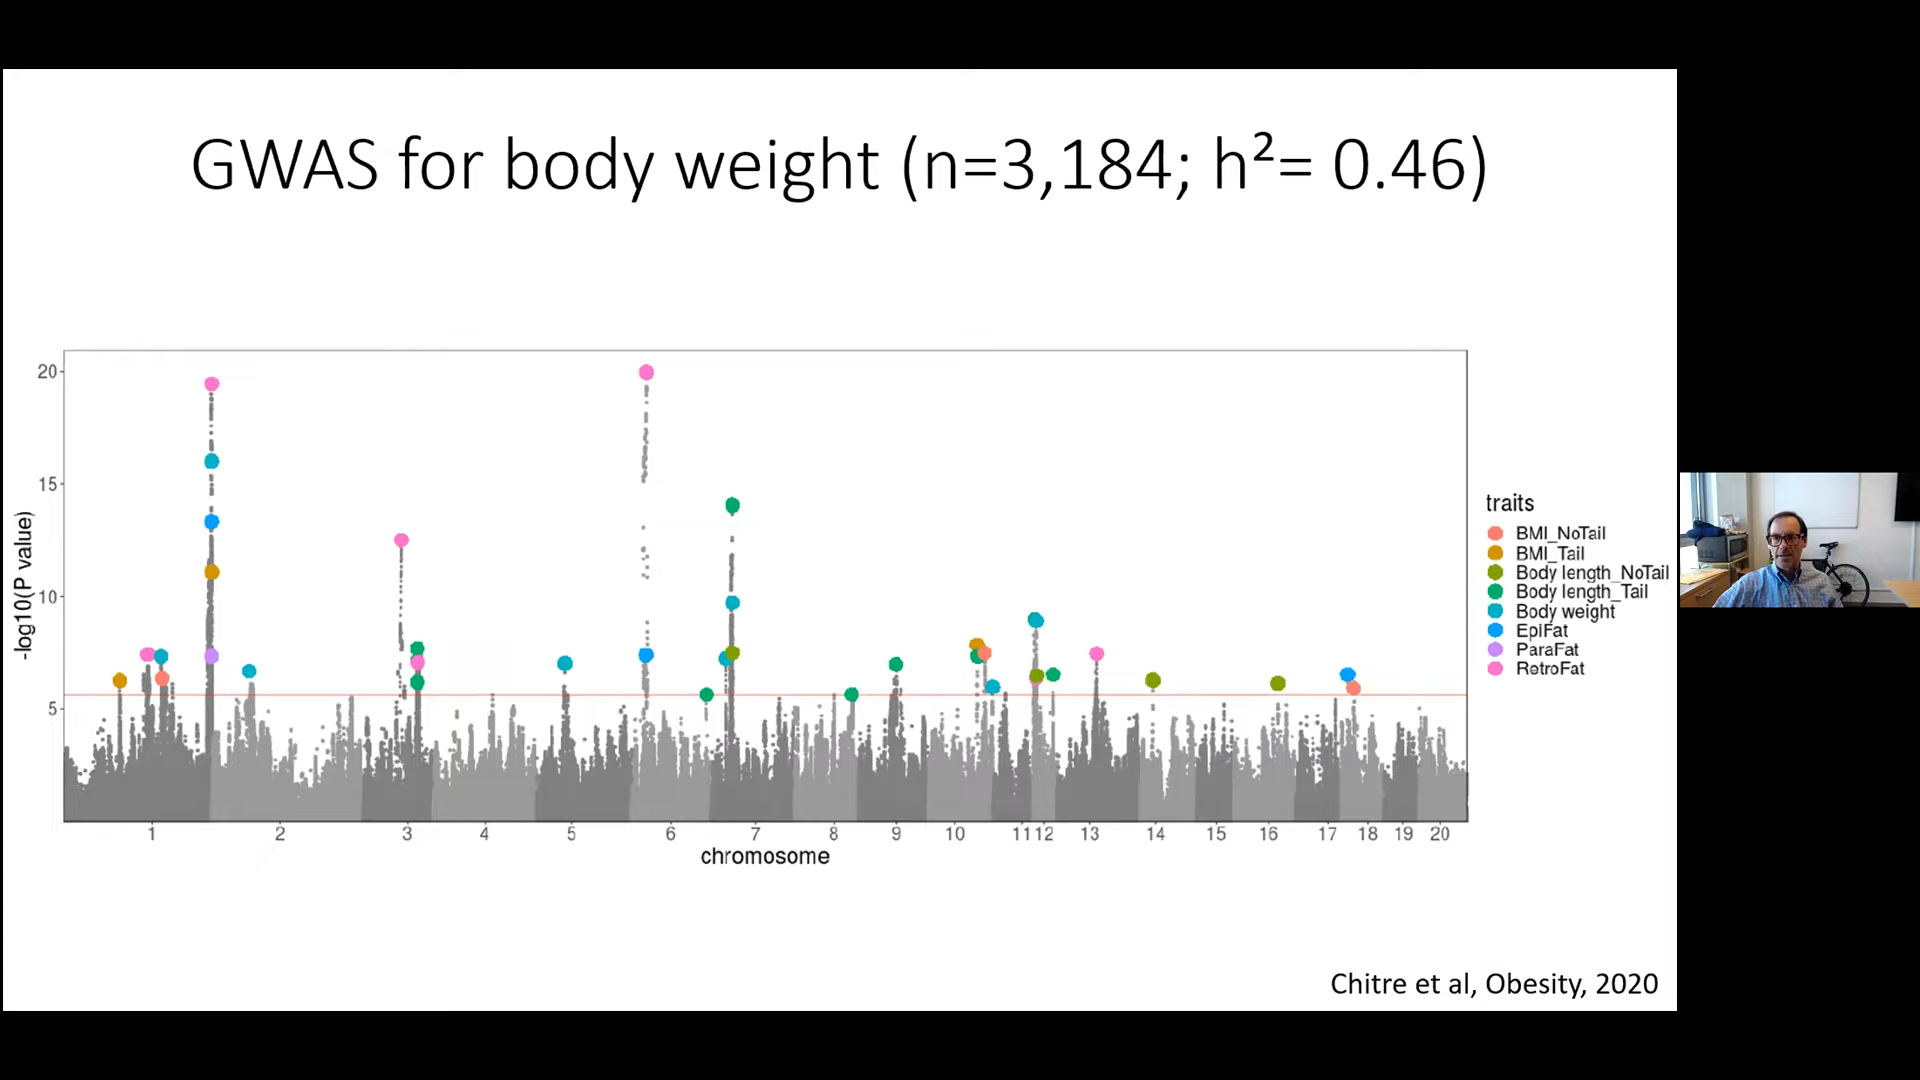 GWAS for body weight (n=3,184; h²= 0.46)
20
15
10
5
-log10(P value)
1 2 3 4 5 6 7 8 9 10 11 12 13 14 15 16 17 18 19 20
chromosome
traits
BMI_NoTail
BMI_Tail
Body length_NoTail
Body length_Tail
Body weight
EpiFat
ParaFat
RetroFat
Chitre et al, Obesity, 2020